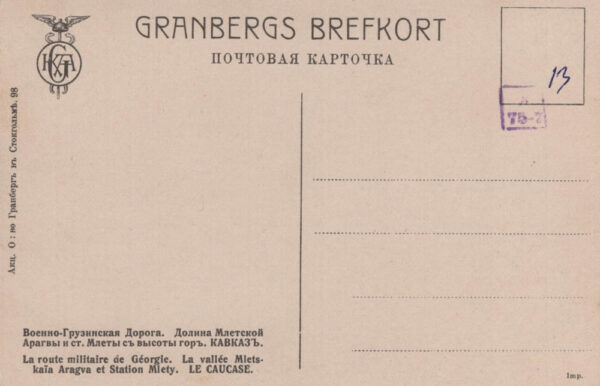 GRANBERGS BREFKORT
ПОЧТОВАЯ КАРТОЧКА
13
75-7
Акц. О:во Гранбергъ въ Стокгольмѣ, 98
Военно-Грузинская Дорога. Долина Млетской
Арагвы и ст. Млеты съ высоты горъ. КАВКАЗЪ.
La route militaire de Géorgie. La vallée Mlets-
kaïa Aragva et Station Mlety. LE CAUCASE.
Imp.